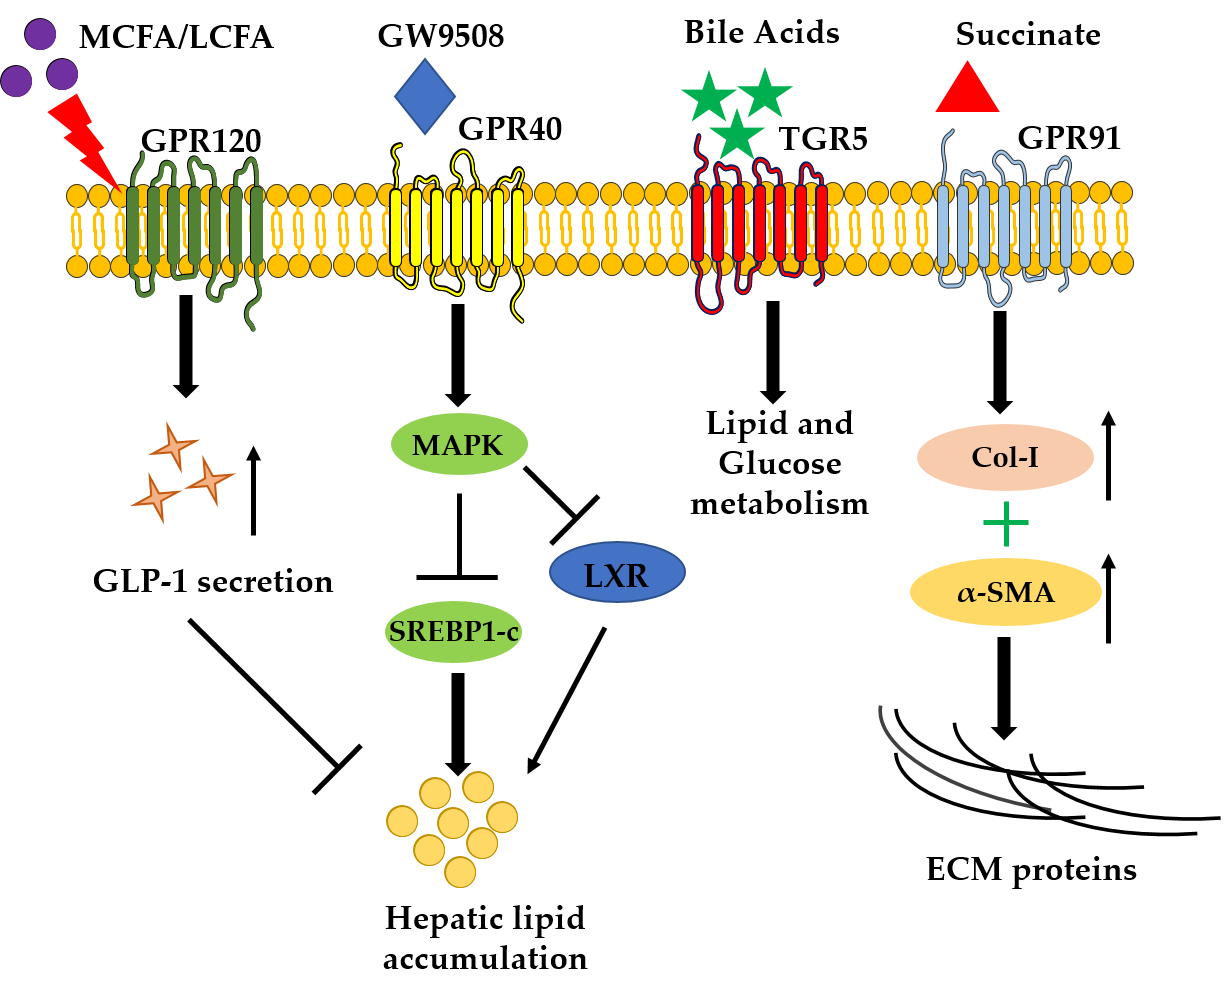 MCFA/LCFA
GW9508
Bile Acids
Succinate
GPR120
GPR40
TGR5
GPR91
MAPK
LXR
SREBP1-c
GLP-1 secretion
Lipid and
Glucose
metabolism
Col-I
α-SMA
ECM proteins
Hepatic lipid
accumulation